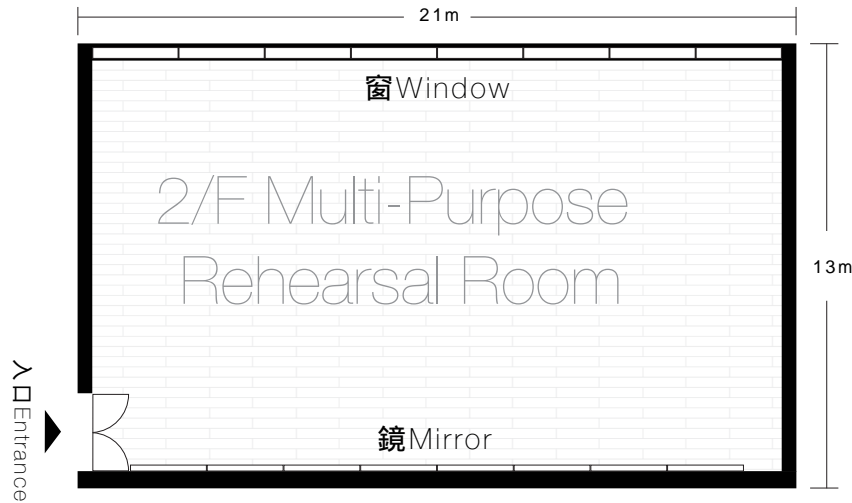 21m
窗Window
2/F Multi-Purpose
Rehearsal Room
13m
入口Entrance
鏡Mirror